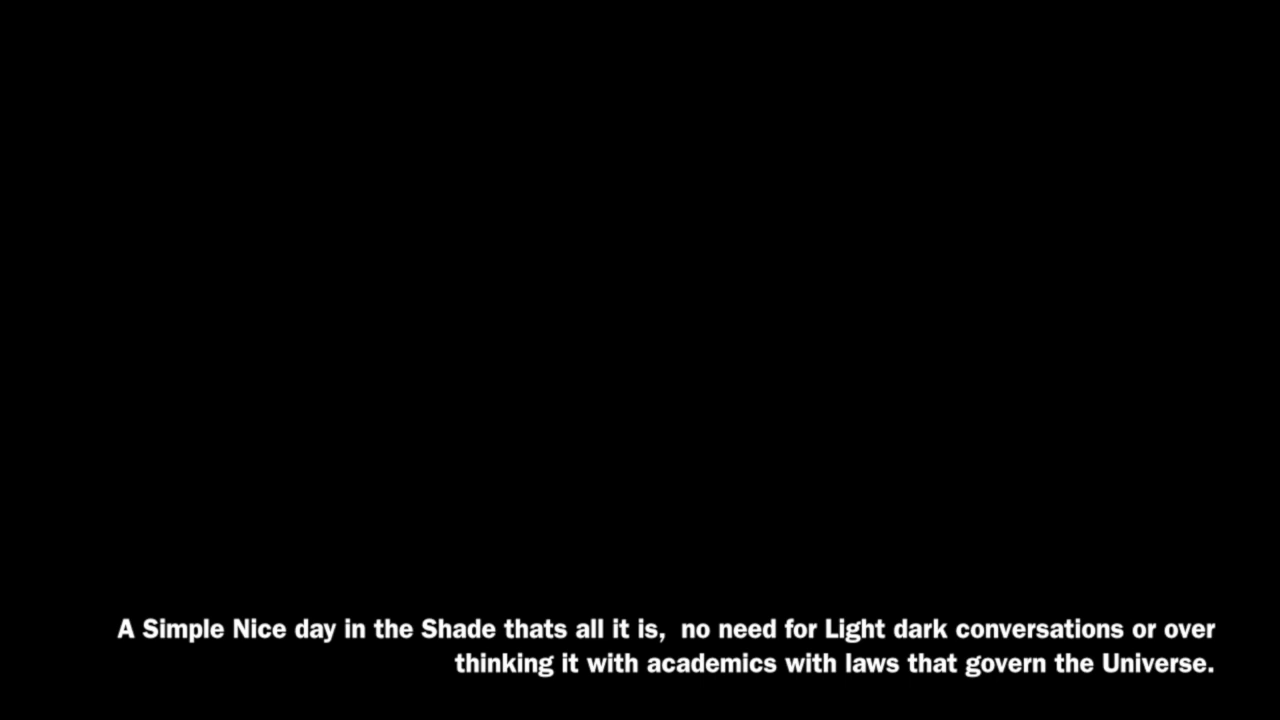 A Simple Nice day in the Shade thats all it is,  no need for Light dark conversations or over
thinking it with academics with laws that govern the Universe.